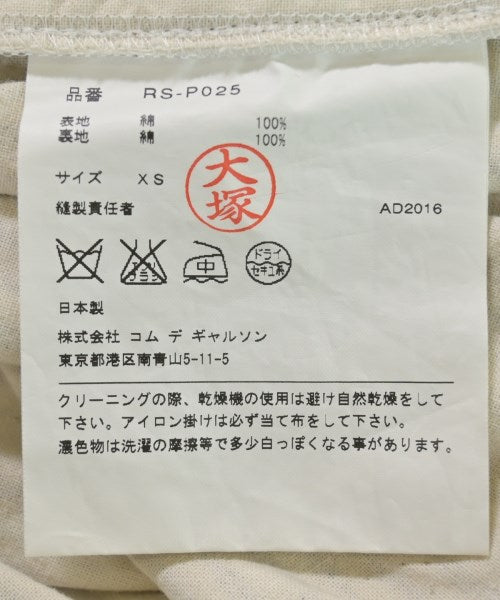 品番 RS-P025
表地 綿 100%
裏地 綿 100%
サイズ XS
大塚
縫製責任者 AD2016
中 ドライ セキユ系
日本製
株式会社 コム デ ギャルソン
東京都港区南青山5-11-5
クリーニングの際、乾燥機の使用は避け自然乾燥をして
下さい。アイロン掛けは必ず当て布をして下さい。
濃色物は洗濯の摩擦等で多少白っぽくなる事があります。